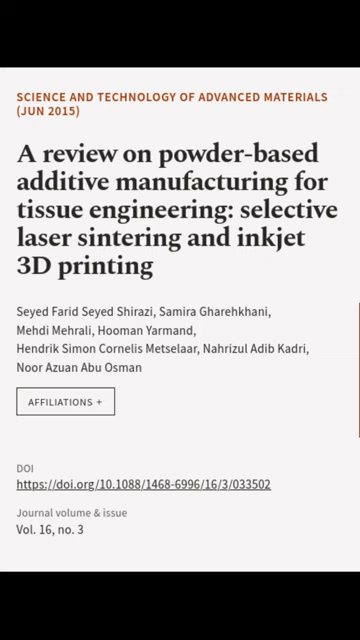 SCIENCE AND TECHNOLOGY OF ADVANCED MATERIALS
(JUN 2015)
A review on powder-based
additive manufacturing for
tissue engineering: selective
laser sintering and inkjet
3D printing
Seyed Farid Seyed Shirazi, Samira Gharehkhani,
Mehdi Mehrali, Hooman Yarmand,
Hendrik Simon Cornelis Metselaar, Nahrizul Adib Kadri,
Noor Azuan Abu Osman
AFFILIATIONS +
DOI
https://doi.org/10.1088/1468-6996/16/3/033502
Journal volume & issue
Vol. 16, no. 3